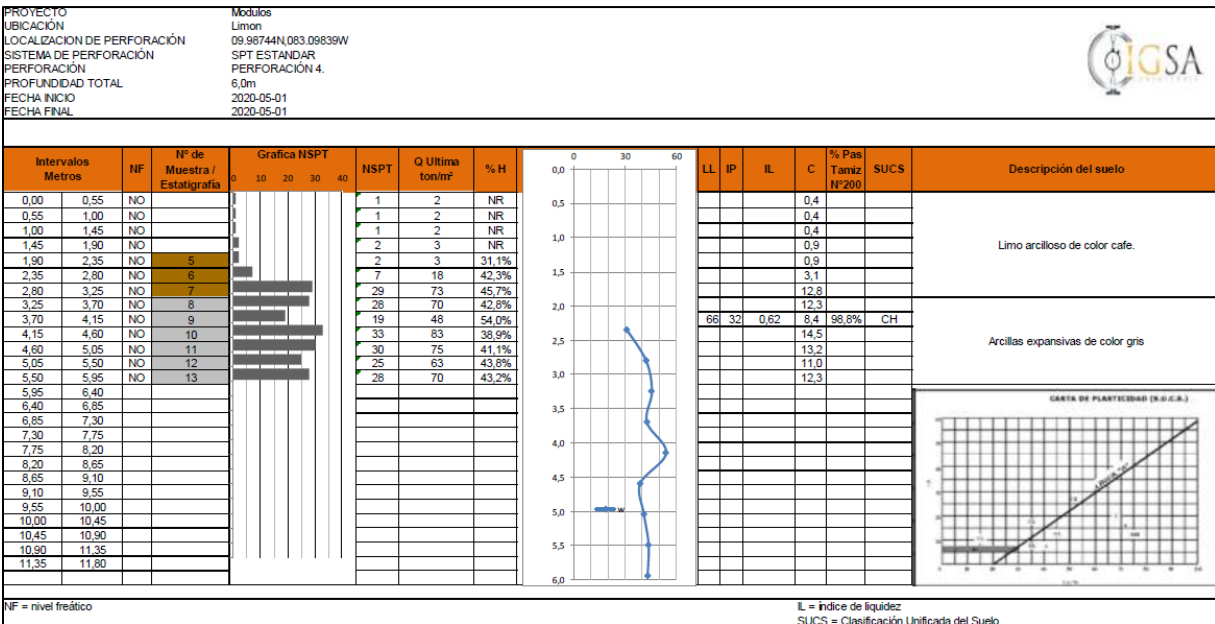 PROYECTO Modulos
UBICACIÓN Limon
LOCALIZACION DE PERFORACIÓN 09.98744N,083.09839W
SISTEMA DE PERFORACIÓN SPT ESTANDAR
PERFORACIÓN PERFORACIÓN 4.
PROFUNDIDAD TOTAL 6,0m
FECHA INICIO 2020-05-01
FECHA FINAL 2020-05-01
IGSA
Intervalos Metros NF N° de Muestra / Estatigrafía Grafica NSPT NSPT Q Ultima ton/m² % H LL IP IL C % Pas Tamiz N°200 SUCS Descripción del suelo
0 10 20 30 40
0 30 60
0,00 0,55 NO 1 2 NR 0,4
0,55 1,00 NO 1 2 NR 0,4
1,00 1,45 NO 1 2 NR 0,4
1,45 1,90 NO 2 3 NR 0,9
1,90 2,35 NO 5 2 3 31,1% 0,9
2,35 2,80 NO 6 7 18 42,3% 3,1
2,80 3,25 NO 7 29 73 45,7% 12,8
Limo arcilloso de color cafe.
3,25 3,70 NO 8 28 70 42,8% 12,3
3,70 4,15 NO 9 19 48 54,0% 66 32 0,62 8,4 98,8% CH
4,15 4,60 NO 10 33 83 38,9% 14,5
4,60 5,05 NO 11 30 75 41,1% 13,2
5,05 5,50 NO 12 25 63 43,8% 11,0
5,50 5,95 NO 13 28 70 43,2% 12,3
Arcillas expansivas de color gris
5,95 6,40
6,40 6,85
6,85 7,30
7,30 7,75
7,75 8,20
8,20 8,65
8,65 9,10
9,10 9,55
9,55 10,00
10,00 10,45
10,45 10,90
10,90 11,35
11,35 11,80
0,0
0,5
1,0
1,5
2,0
2,5
3,0
3,5
4,0
4,5
5,0
5,5
6,0
W
CARTA DE PLASTICIDAD (S.U.C.S.)
NF = nivel freático
IL = índice de liquidez
SUCS = Clasificación Unificada del Suelo